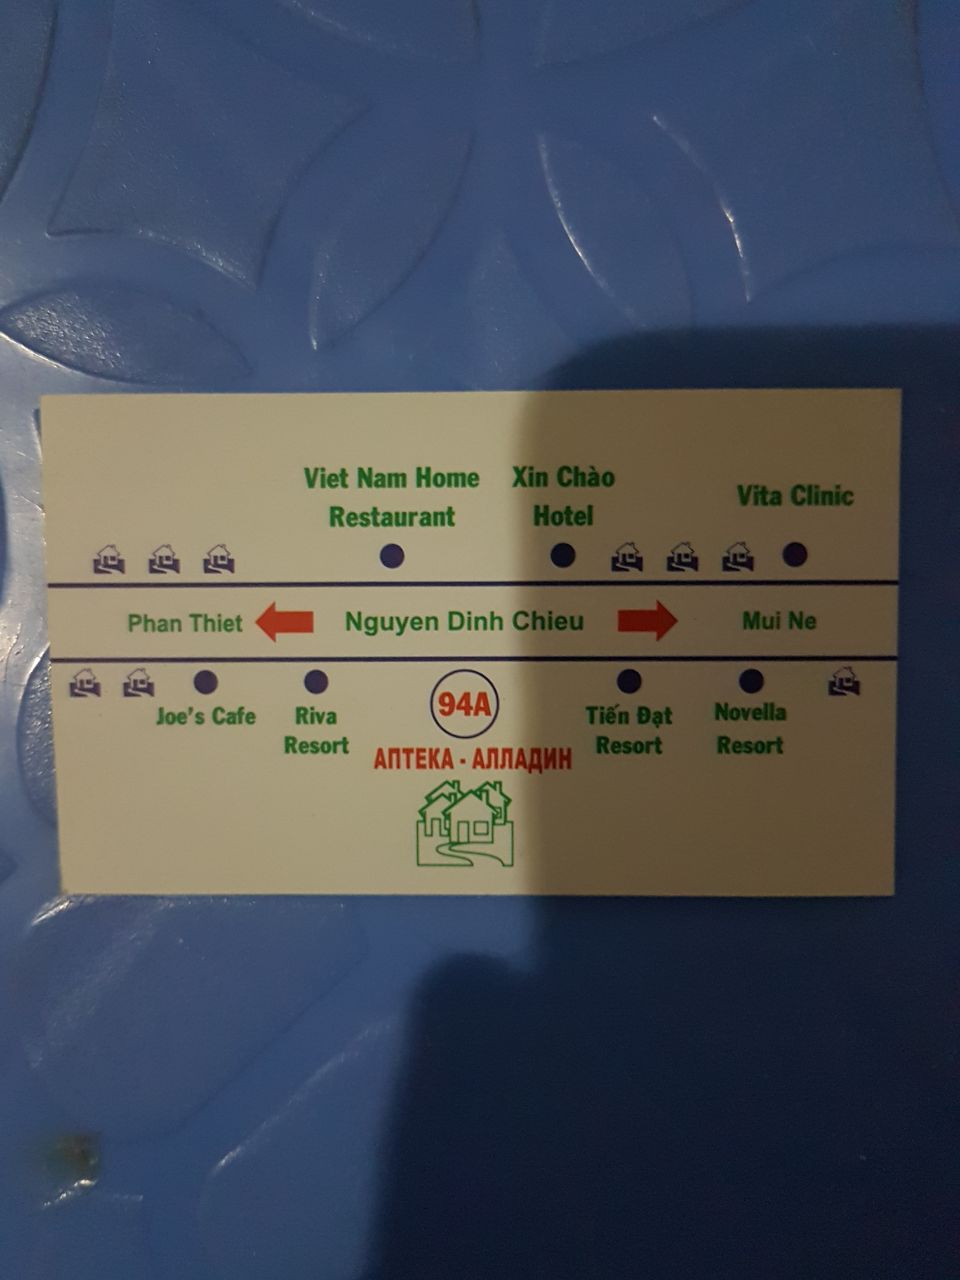 Viet Nam Home
Restaurant
Xin Chào
Hotel
Vita Clinic
Phan Thiet
Nguyen Dinh Chieu
Mui Ne
Joe's Cafe
Riva
Resort
94A
АПТЕКА - АЛЛАДИН
Tiến Đạt
Resort
Novella
Resort